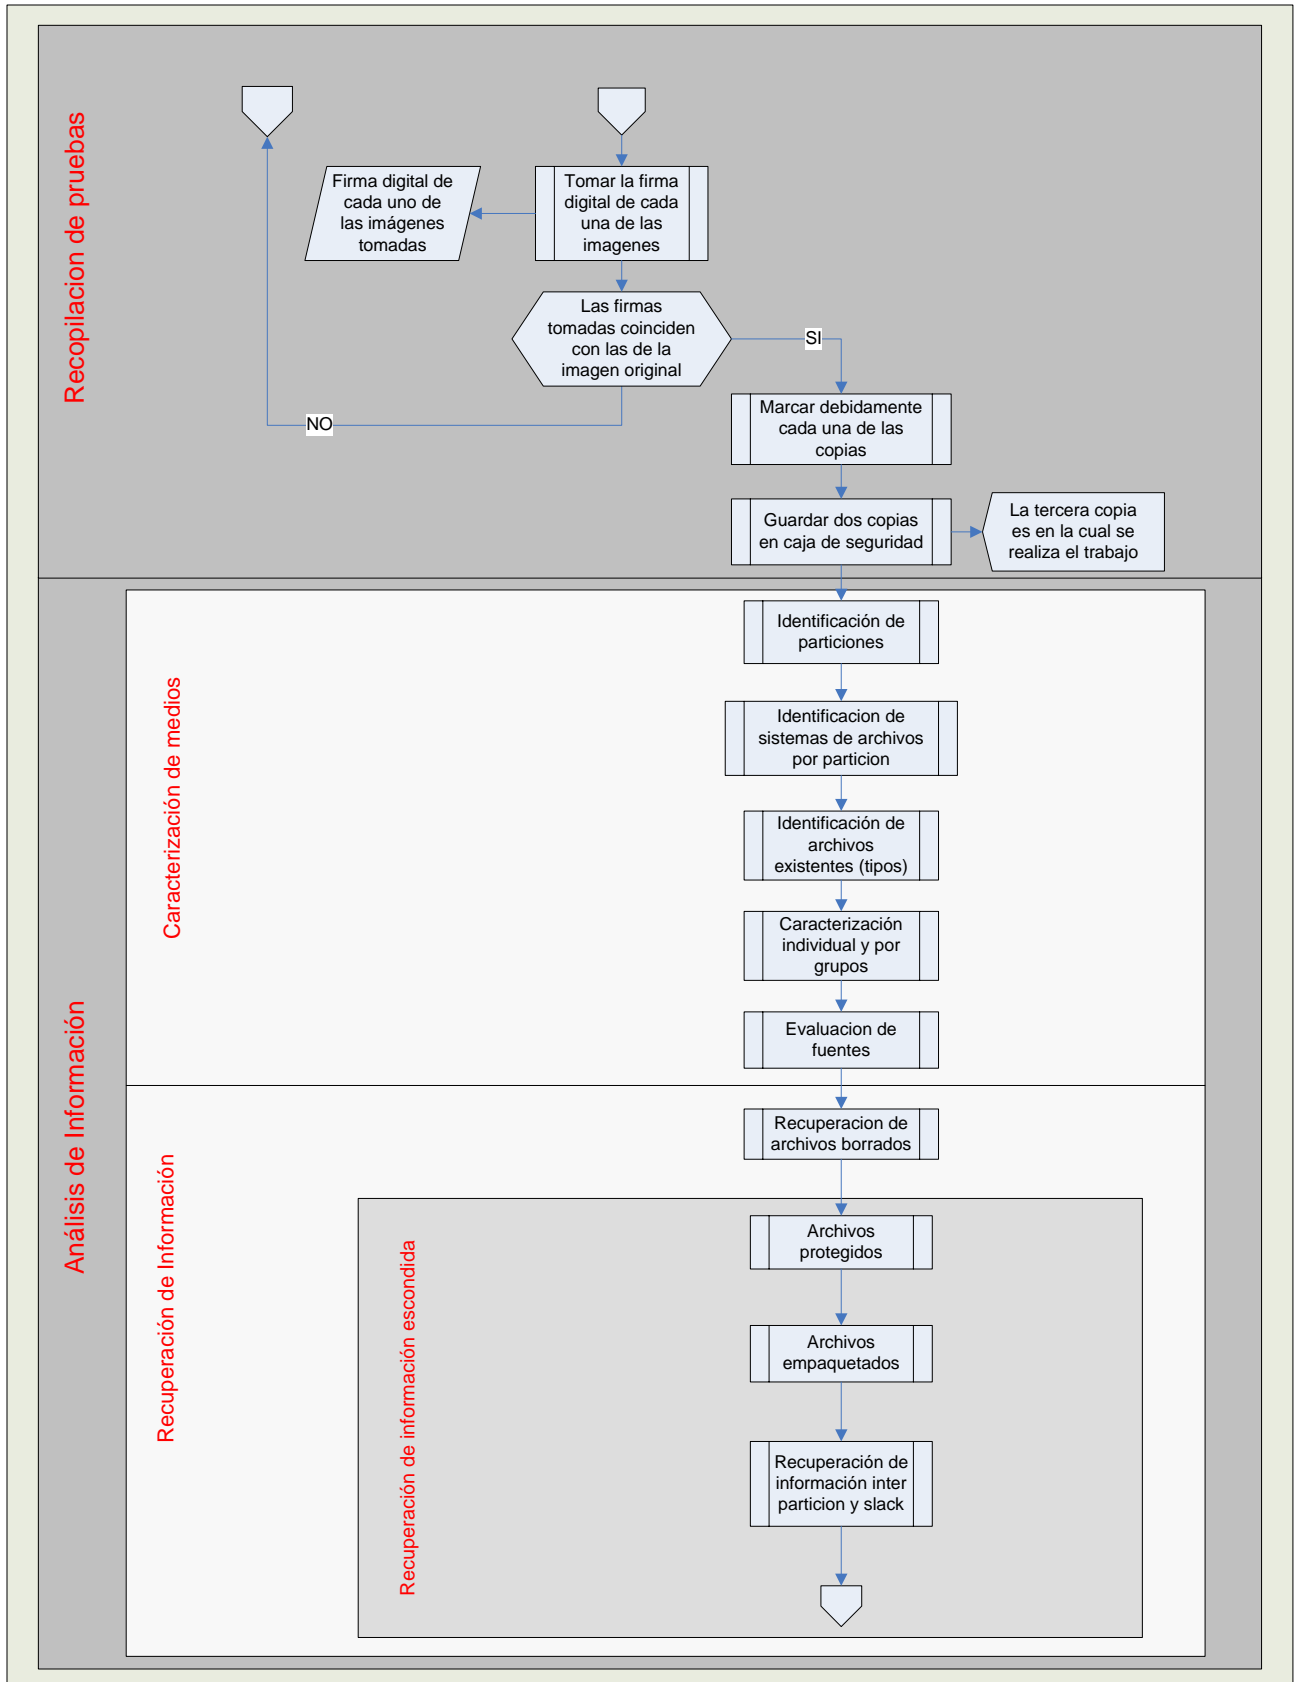 Recopilacion de pruebas
Firma digital de
cada uno de
las imágenes
tomadas
Tomar la firma
digital de cada
una de las
imagenes
Las firmas
tomadas coinciden
con las de la
imagen original
SI
NO
Marcar debidamente
cada una de las
copias
Guardar dos copias
en caja de seguridad
La tercera copia
es en la cual se
realiza el trabajo
Análisis de Información
Caracterización de medios
Identificación de
particiones
Identificacion de
sistemas de archivos
por particion
Identificación de
archivos
existentes (tipos)
Caracterización
individual y por
grupos
Evaluacion de
fuentes
Recuperación de Información
Recuperacion de
archivos borrados
Recuperación de información escondida
Archivos
protegidos
Archivos
empaquetados
Recuperación de
información inter
particion y slack